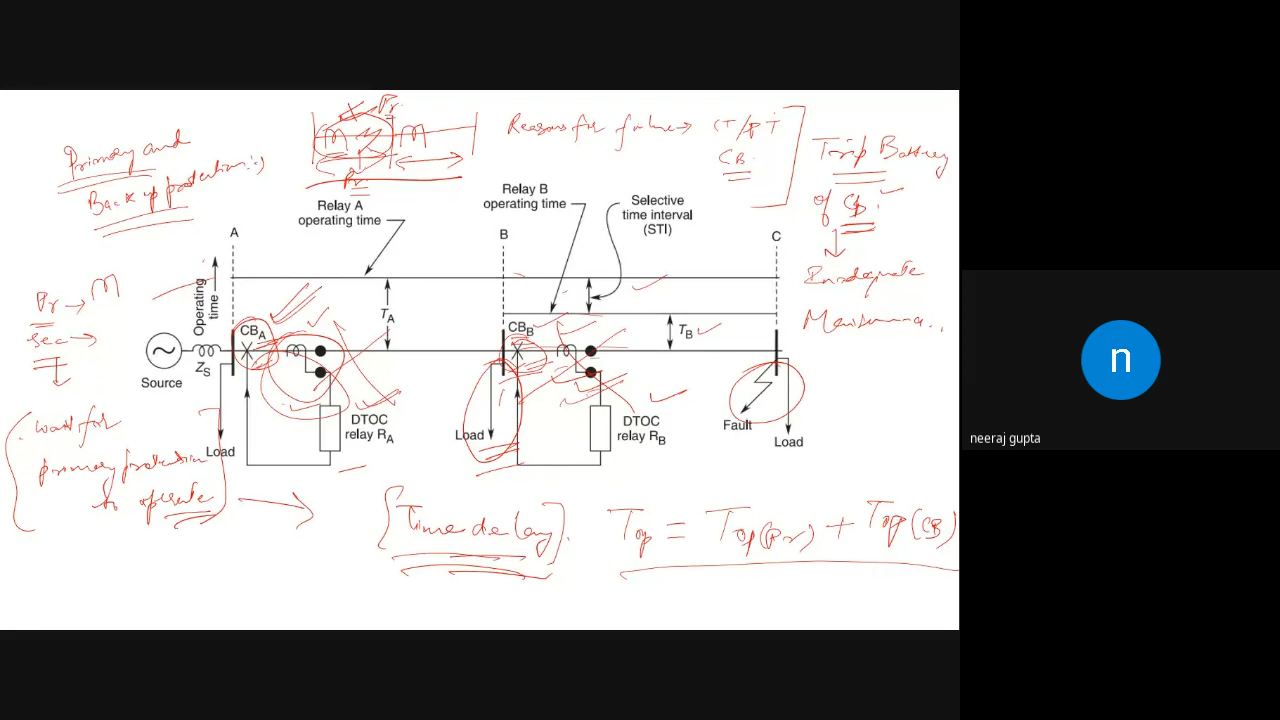 Primary and
Back up protection :)
Pr.
Pr
Reasons for failure → CT/PT
CB.
Trip Battery
of CB.
Inadequate
Relay A
operating time
Relay B
operating time
Selective
time interval
(STI)
A
B
C
Operating
time
TA
TB
CBA
CBB
ZS
Source
Load
DTOC
relay RA
Load
DTOC
relay RB
Fault
Load
Pr → M
Sec →
wait for
primary protection
to operate
[Time delay].
Top = Top(Pr) + Top(CB)
n
neeraj gupta